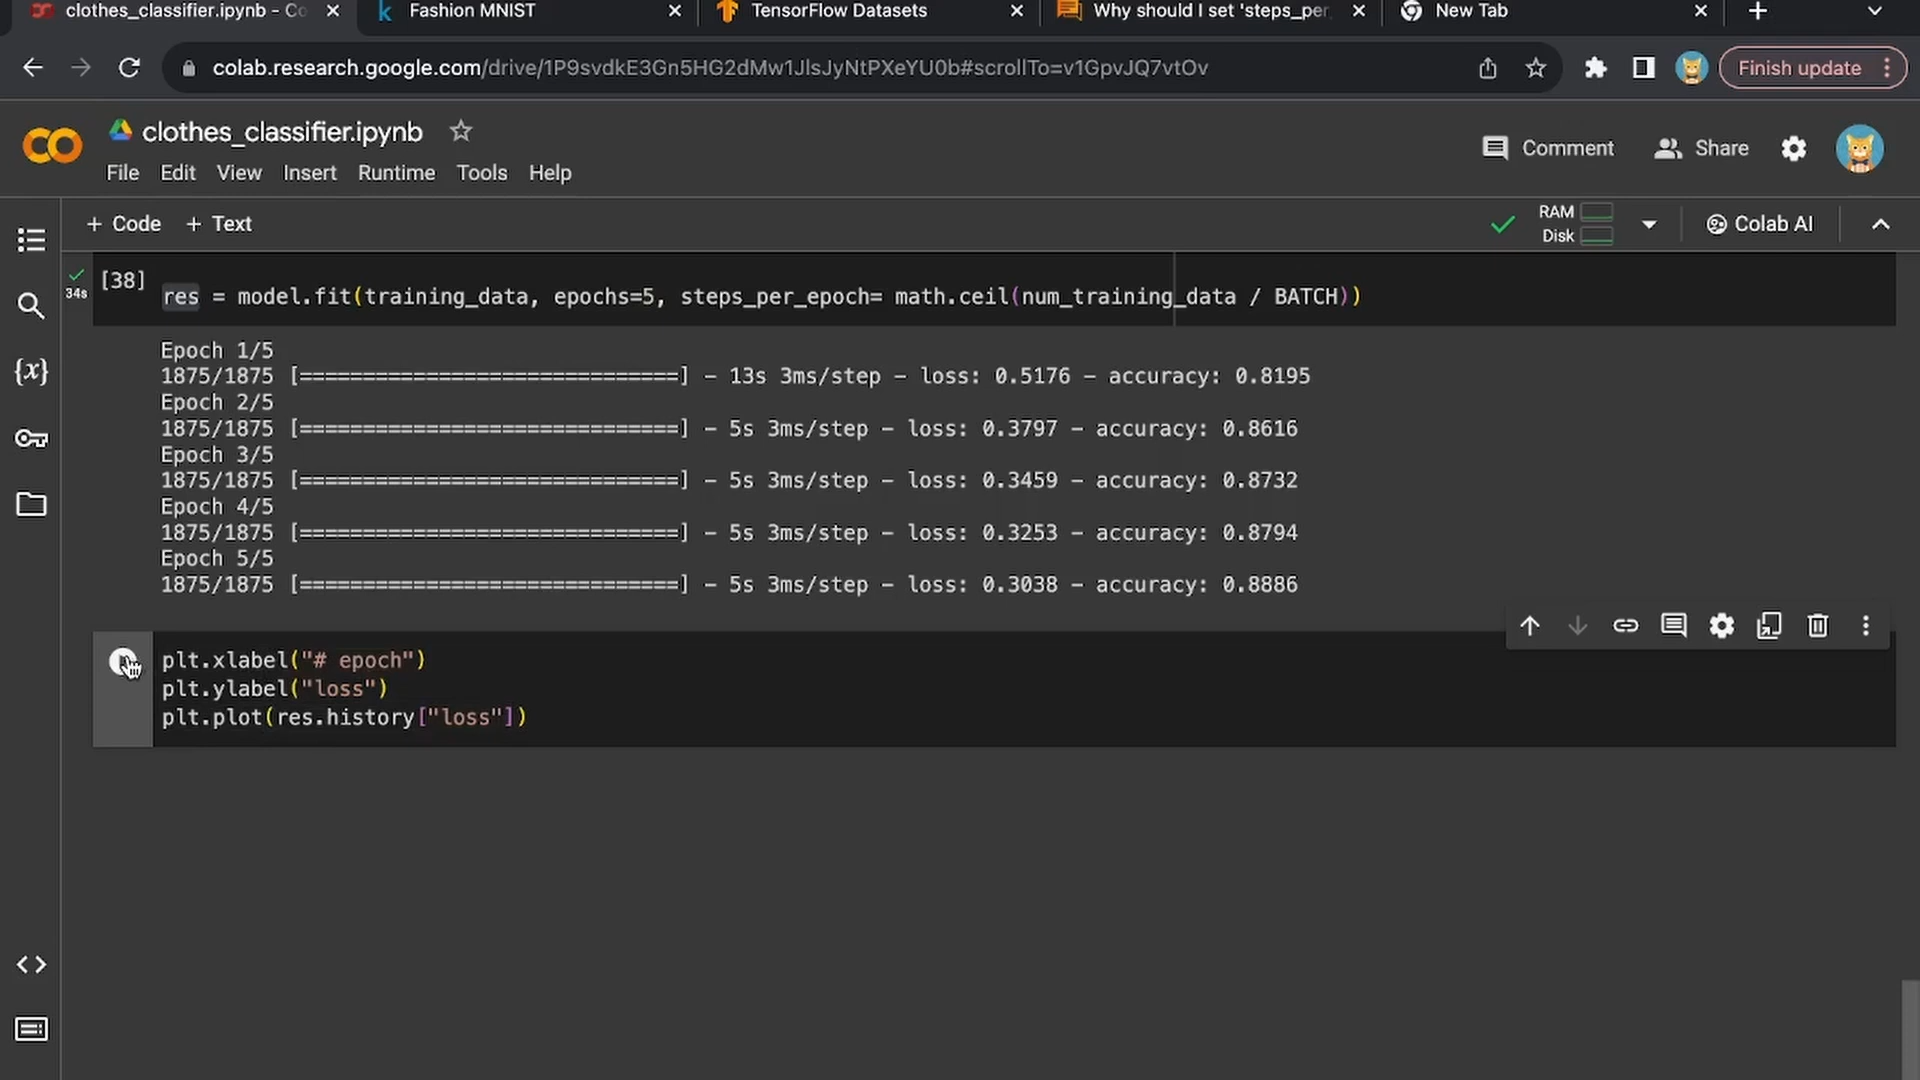 clothes_classifier.ipynb - Co
Fashion MNIST
TensorFlow Datasets
Why should I set 'steps_per
New Tab
colab.research.google.com/drive/1P9svdkE3Gn5HG2dMw1JlsJyNtPXeYU0b#scrollTo=v1GpvJQ7vtOv
Finish update
clothes_classifier.ipynb
File Edit View Insert Runtime Tools Help
Comment
Share
+ Code + Text
RAM
Disk
Colab AI
34s
[38]
res = model.fit(training_data, epochs=5, steps_per_epoch= math.ceil(num_training_data / BATCH))
Epoch 1/5
1875/1875 [==============================] - 13s 3ms/step - loss: 0.5176 - accuracy: 0.8195
Epoch 2/5
1875/1875 [==============================] - 5s 3ms/step - loss: 0.3797 - accuracy: 0.8616
Epoch 3/5
1875/1875 [==============================] - 5s 3ms/step - loss: 0.3459 - accuracy: 0.8732
Epoch 4/5
1875/1875 [==============================] - 5s 3ms/step - loss: 0.3253 - accuracy: 0.8794
Epoch 5/5
1875/1875 [==============================] - 5s 3ms/step - loss: 0.3038 - accuracy: 0.8886
plt.xlabel("# epoch")
plt.ylabel("loss")
plt.plot(res.history["loss"])